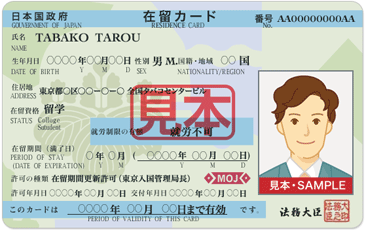 日本国政府 在留カード 番号 AA00000000AA
GOVERNMENT OF JAPAN RESIDENCE CARD No.
氏名 TABAKO TAROU
NAME
生年月日 ○○○○年○○月○○日 性別 男 M. 国籍・地域 ○○国
DATE OF BIRTH Y M D SEX NATIONALITY/REGION
住居地 東京都○区○○ー○ー○ 全国タバコセンタービル
ADDRESS
在留資格 留学
STATUS College
就労制限の有無 就労不可
見本
在留期間(満了日) ○年○月(○○○○年○○月○○日)
PERIOD OF STAY
(DATE OF EXPIRATION) Y M Y M D
許可の種類 在留期間更新許可(東京入国管理局長) MOJ
許可年月日 ○○○○年○○月○○日 交付年月日 ○○○○年○○月○○日
見本・SAMPLE
このカードは ○○○○年○○月○○日まで有効 です。
PERIOD OF VALIDITY OF THIS CARD
法務大臣